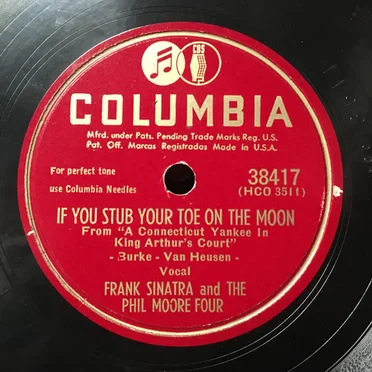 CBS
COLUMBIA
Mfrd. under Pats. Pending Trade Marks Reg. U.S.
Pat. Off. Marcas Registradas Made in U.S.A.
For perfect tone
use Columbia Needles
38417
(HCO 3511)
IF YOU STUB YOUR TOE ON THE MOON
From "A Connecticut Yankee In
King Arthur's Court"
- Burke - Van Heusen -
Vocal
FRANK SINATRA and THE
PHIL MOORE FOUR